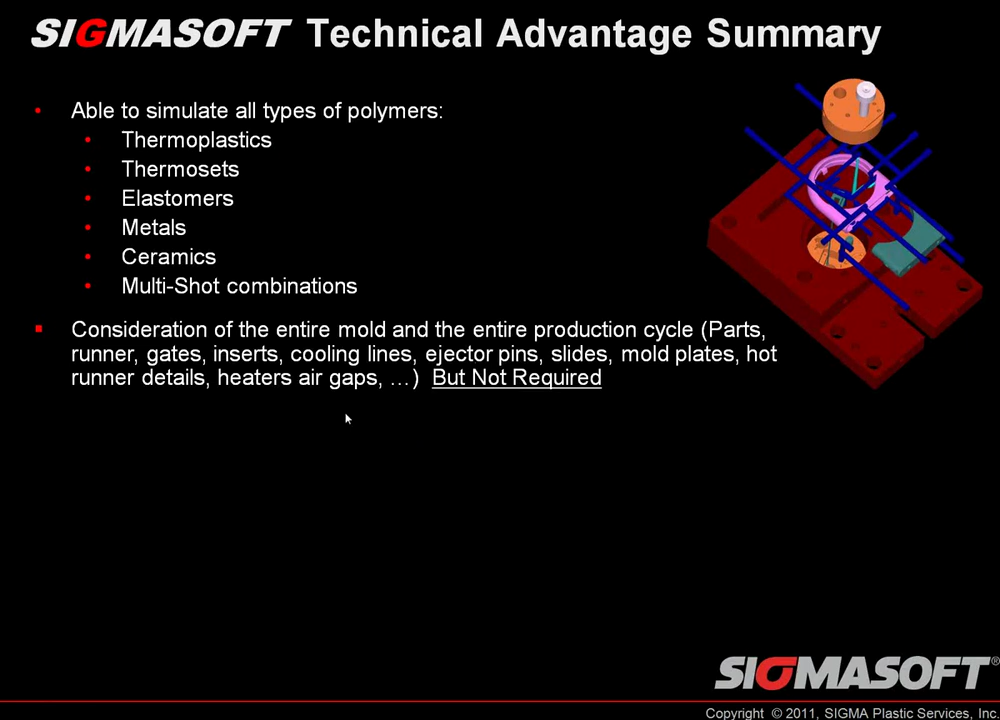 SIGMASOFT Technical Advantage Summary
• Able to simulate all types of polymers:
• Thermoplastics
• Thermosets
• Elastomers
• Metals
• Ceramics
• Multi-Shot combinations
▪ Consideration of the entire mold and the entire production cycle (Parts,
runner, gates, inserts, cooling lines, ejector pins, slides, mold plates, hot
runner details, heaters air gaps, …) But Not Required
SIGMASOFT®
Copyright © 2011, SIGMA Plastic Services, Inc.